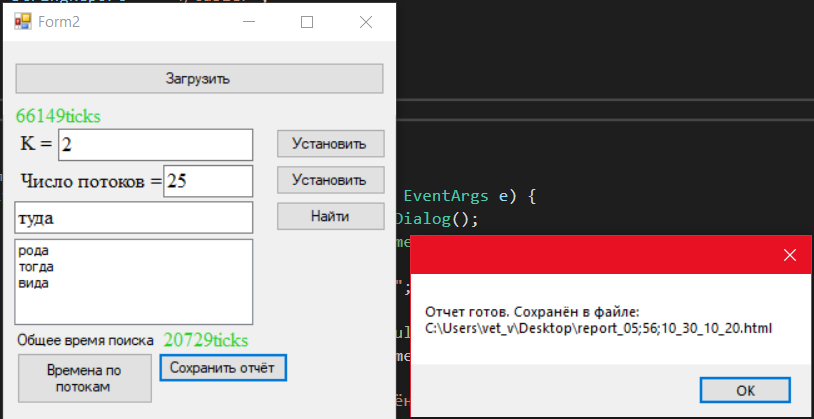 Form2
Загрузить
66149ticks
K = 2
Установить
Число потоков = 25
Установить
EventArgs e) {
туда
Найти
Dialog();
рода
тогда
вида
";
Отчет готов. Сохранён в файле:
C:\Users\vet_v\Desktop\report_05;56;10_30_10_20.html
Общее время поиска 20729ticks
Времена по
потокам
Сохранить отчёт
OK